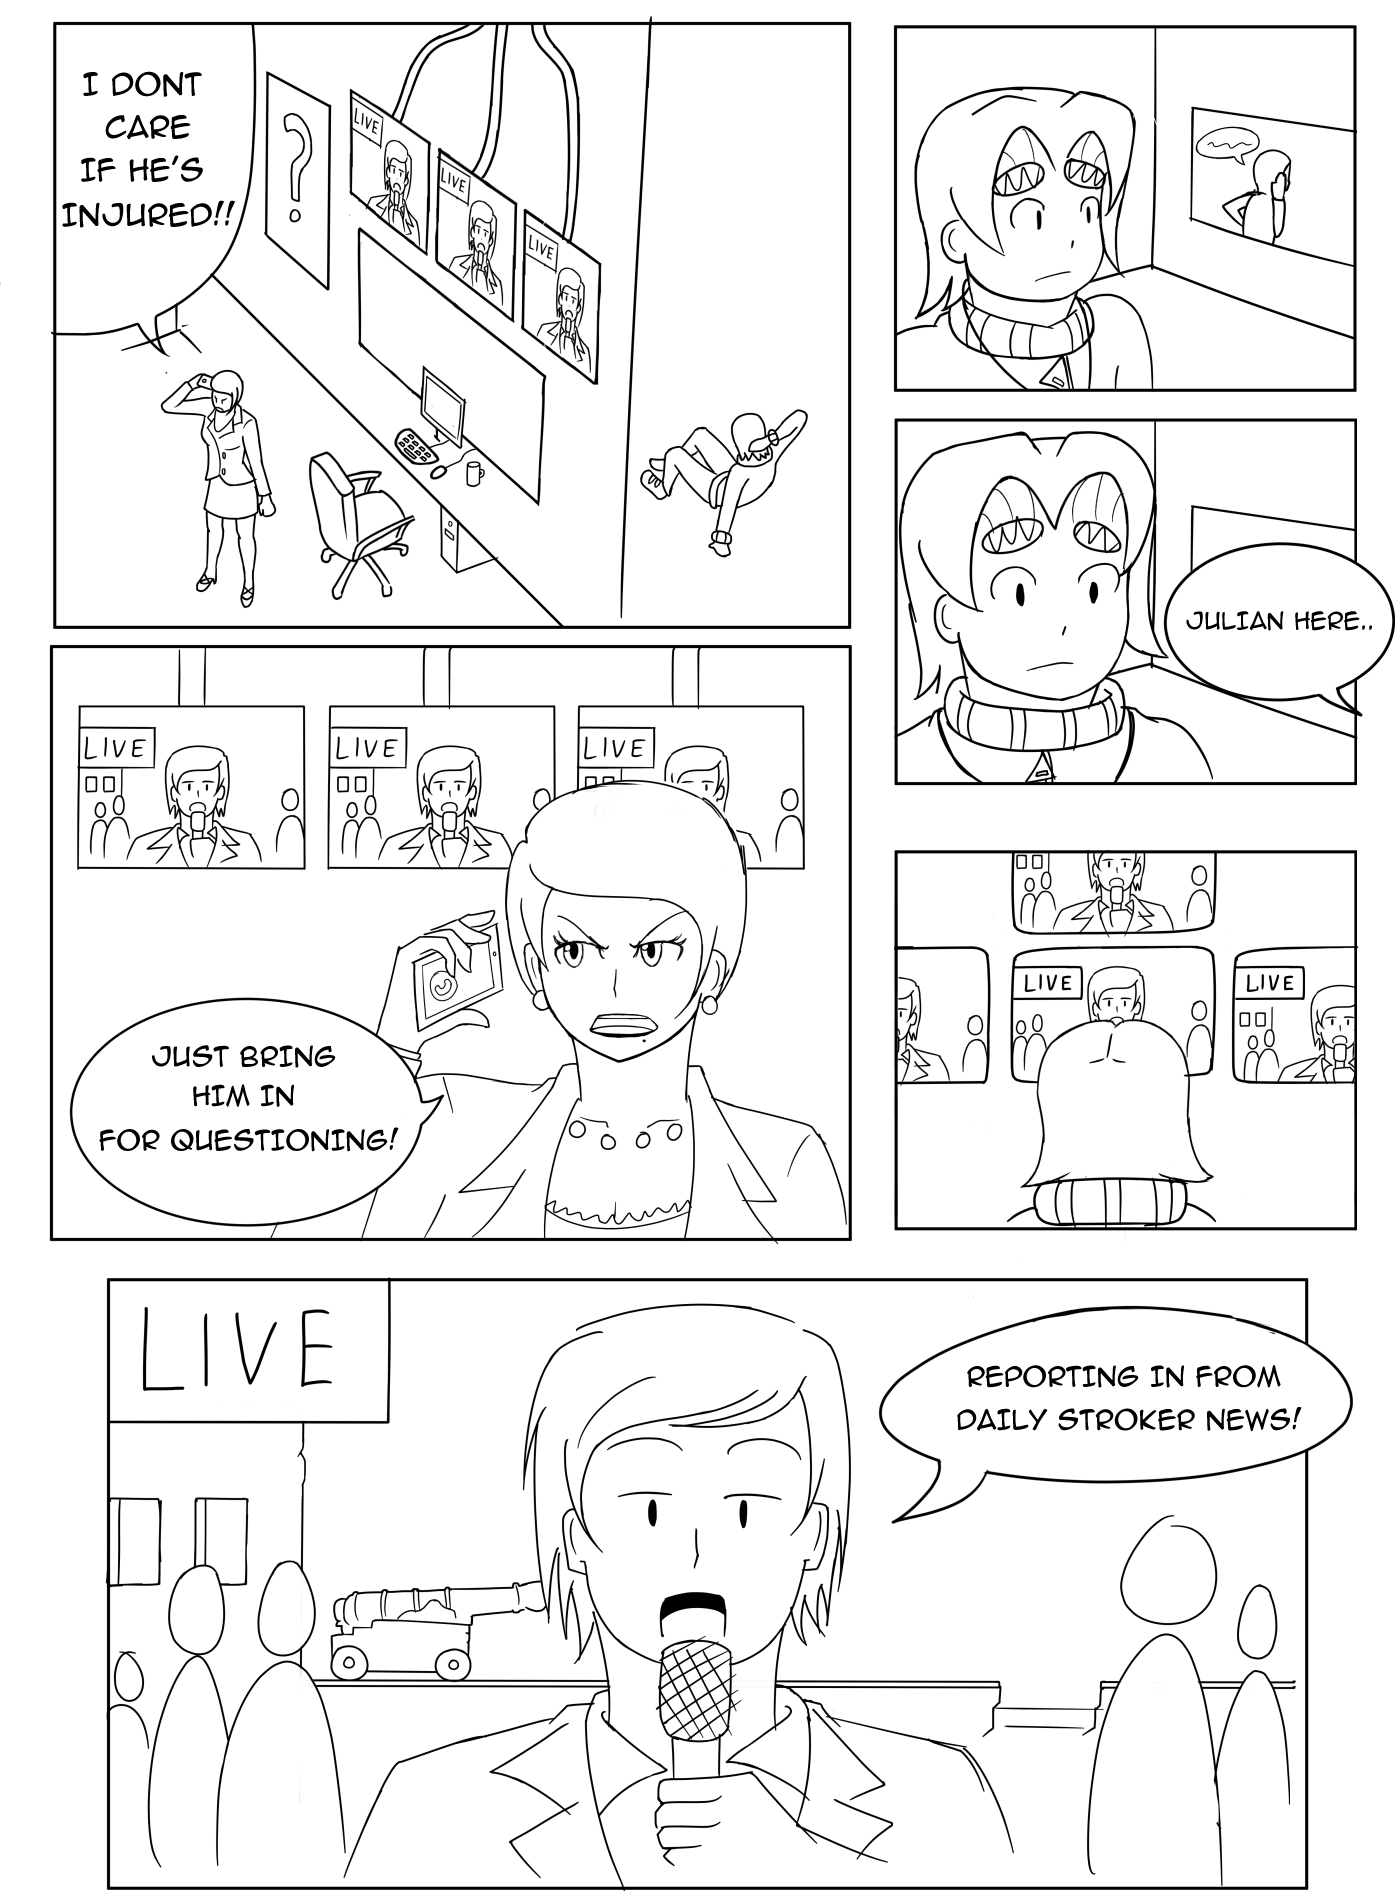 I DONT
CARE
IF HE'S
INJURED!!
?
LIVE
LIVE
LIVE
LIVE
LIVE
LIVE
JUST BRING
HIM IN
FOR QUESTIONING!
JULIAN HERE..
LIVE
LIVE
LIVE
REPORTING IN FROM
DAILY STROKER NEWS!